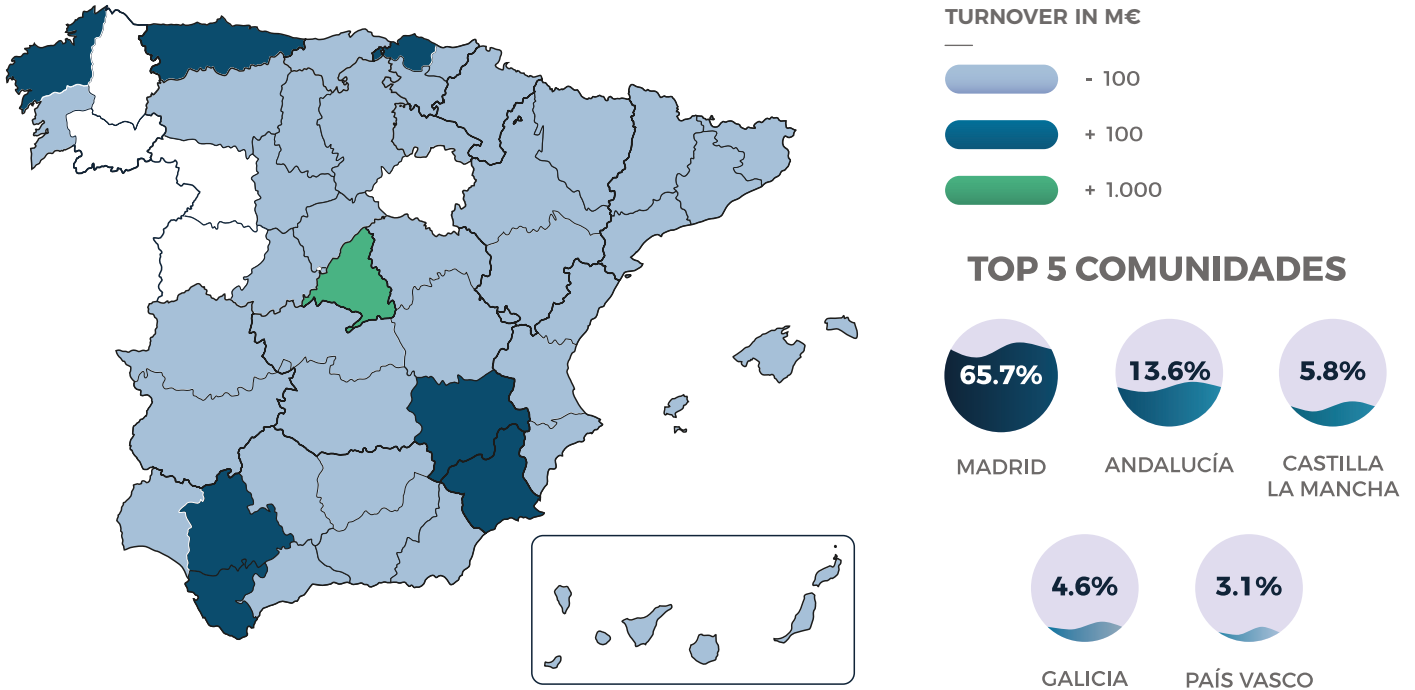 TURNOVER IN M€
- 100
+ 100
+ 1.000
TOP 5 COMUNIDADES
65.7%
13.6%
5.8%
MADRID
ANDALUCÍA
CASTILLA
LA MANCHA
4.6%
3.1%
GALICIA
PAÍS VASCO